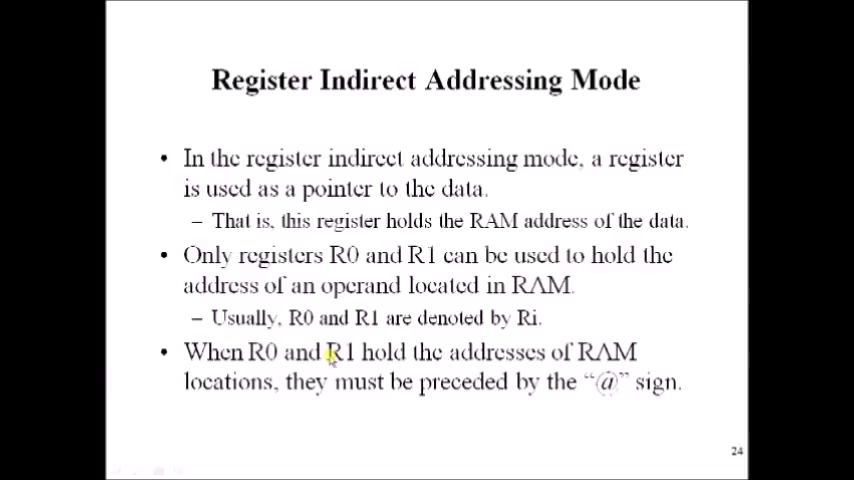 Register Indirect Addressing Mode
• In the register indirect addressing mode, a register
is used as a pointer to the data.
– That is, this register holds the RAM address of the data.
• Only registers R0 and R1 can be used to hold the
address of an operand located in RAM.
– Usually, R0 and R1 are denoted by Ri.
• When R0 and R1 hold the addresses of RAM
locations, they must be preceded by the “@” sign.
24